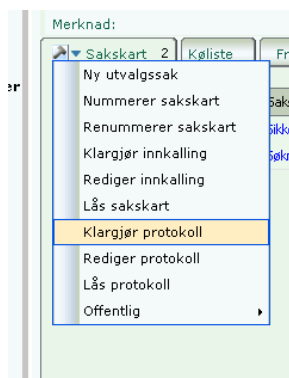 Merknad:
Sakskart 2 Køliste Fr
Ny utvalgssak
Nummerer sakskart
Renummerer sakskart
Klargjør innkalling
Rediger innkalling
Lås sakskart
Klargjør protokoll
Rediger protokoll
Lås protokoll
Offentlig